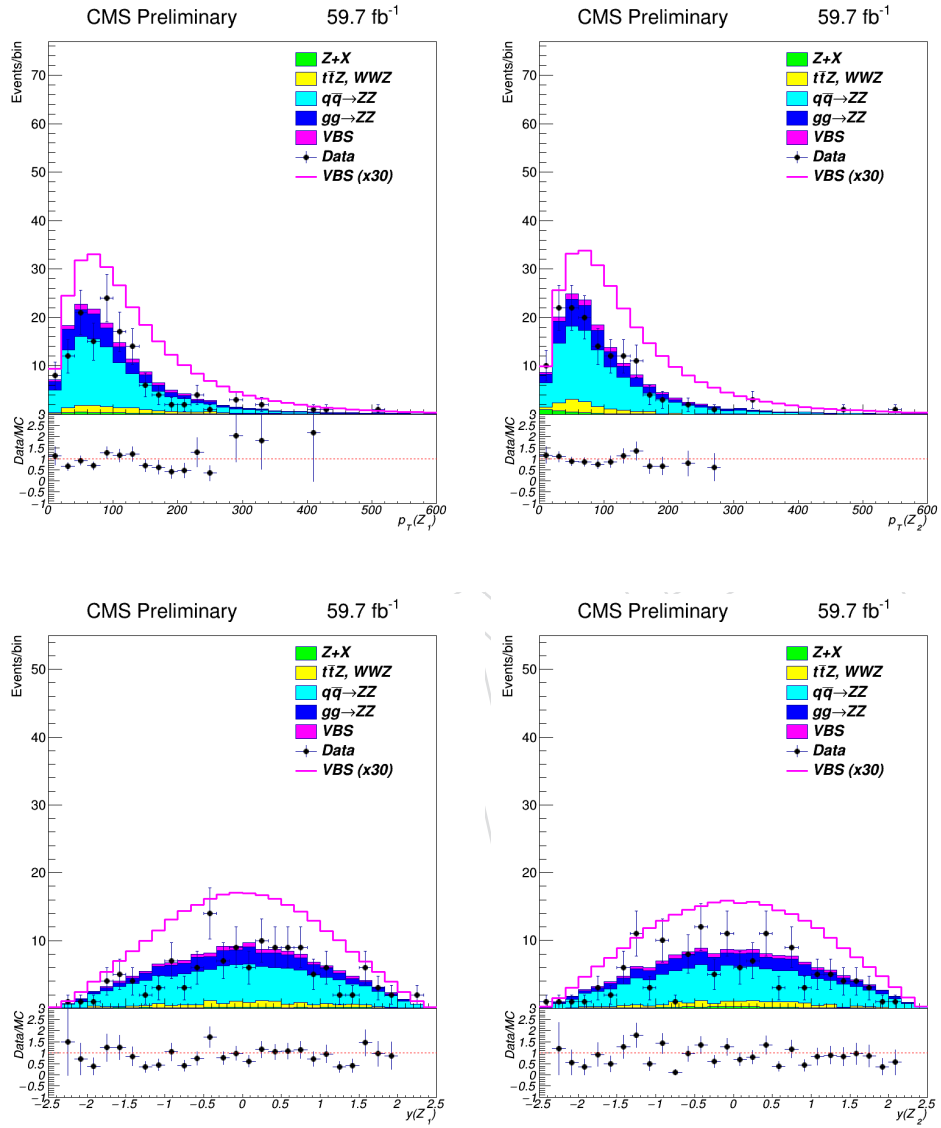 CMS Preliminary 59.7 fb-1
Events/bin
70
60
50
40
30
20
10
Z+X
tt̄Z, WWZ
qq̄→ZZ
gg→ZZ
VBS
Data
VBS (x30)
Data/MC
3
2.5
2
1.5
1
0.5
0
−0.5
−1
0 100 200 300 400 500 600
p_T(Z_1)
CMS Preliminary 59.7 fb-1
Events/bin
70
60
50
40
30
20
10
Z+X
tt̄Z, WWZ
qq̄→ZZ
gg→ZZ
VBS
Data
VBS (x30)
Data/MC
3
2.5
2
1.5
1
0.5
0
−0.5
−1
0 100 200 300 400 500 600
p_T(Z_2)
CMS Preliminary 59.7 fb-1
Events/bin
50
40
30
20
10
Z+X
tt̄Z, WWZ
qq̄→ZZ
gg→ZZ
VBS
Data
VBS (x30)
Data/MC
3
2.5
2
1.5
1
0.5
0
−0.5
−1
−2.5 −2 −1.5 −1 −0.5 0 0.5 1 1.5 2 2.5
y(Z_1)
CMS Preliminary 59.7 fb-1
Events/bin
50
40
30
20
10
Z+X
tt̄Z, WWZ
qq̄→ZZ
gg→ZZ
VBS
Data
VBS (x30)
Data/MC
3
2.5
2
1.5
1
0.5
0
−0.5
−1
−2.5 −2 −1.5 −1 −0.5 0 0.5 1 1.5 2 2.5
y(Z_2)